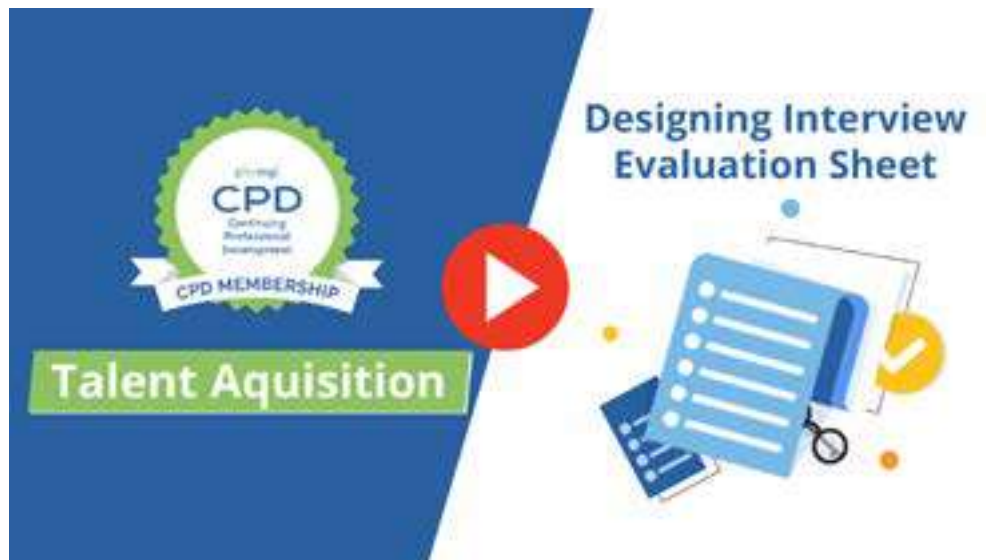 CPD
Continuing
Professional
Development
CPD MEMBERSHIP
Talent Aquisition
Designing Interview
Evaluation Sheet